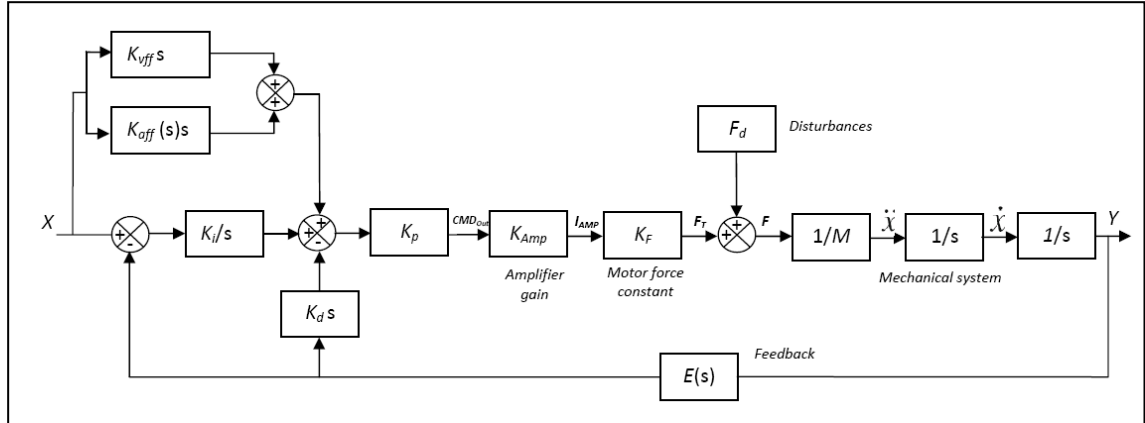 K_vff s
K_aff (s)s
+
+
F_d
Disturbances
X
+
-
K_i/s
+
+
-
K_p
CMD_Out
K_Amp
I_AMP
K_F
F_T
+
+
F
1/M
ẍ
1/s
ẋ
1/s
Y
Amplifier
gain
Motor force
constant
Mechanical system
K_d s
E(s)
Feedback